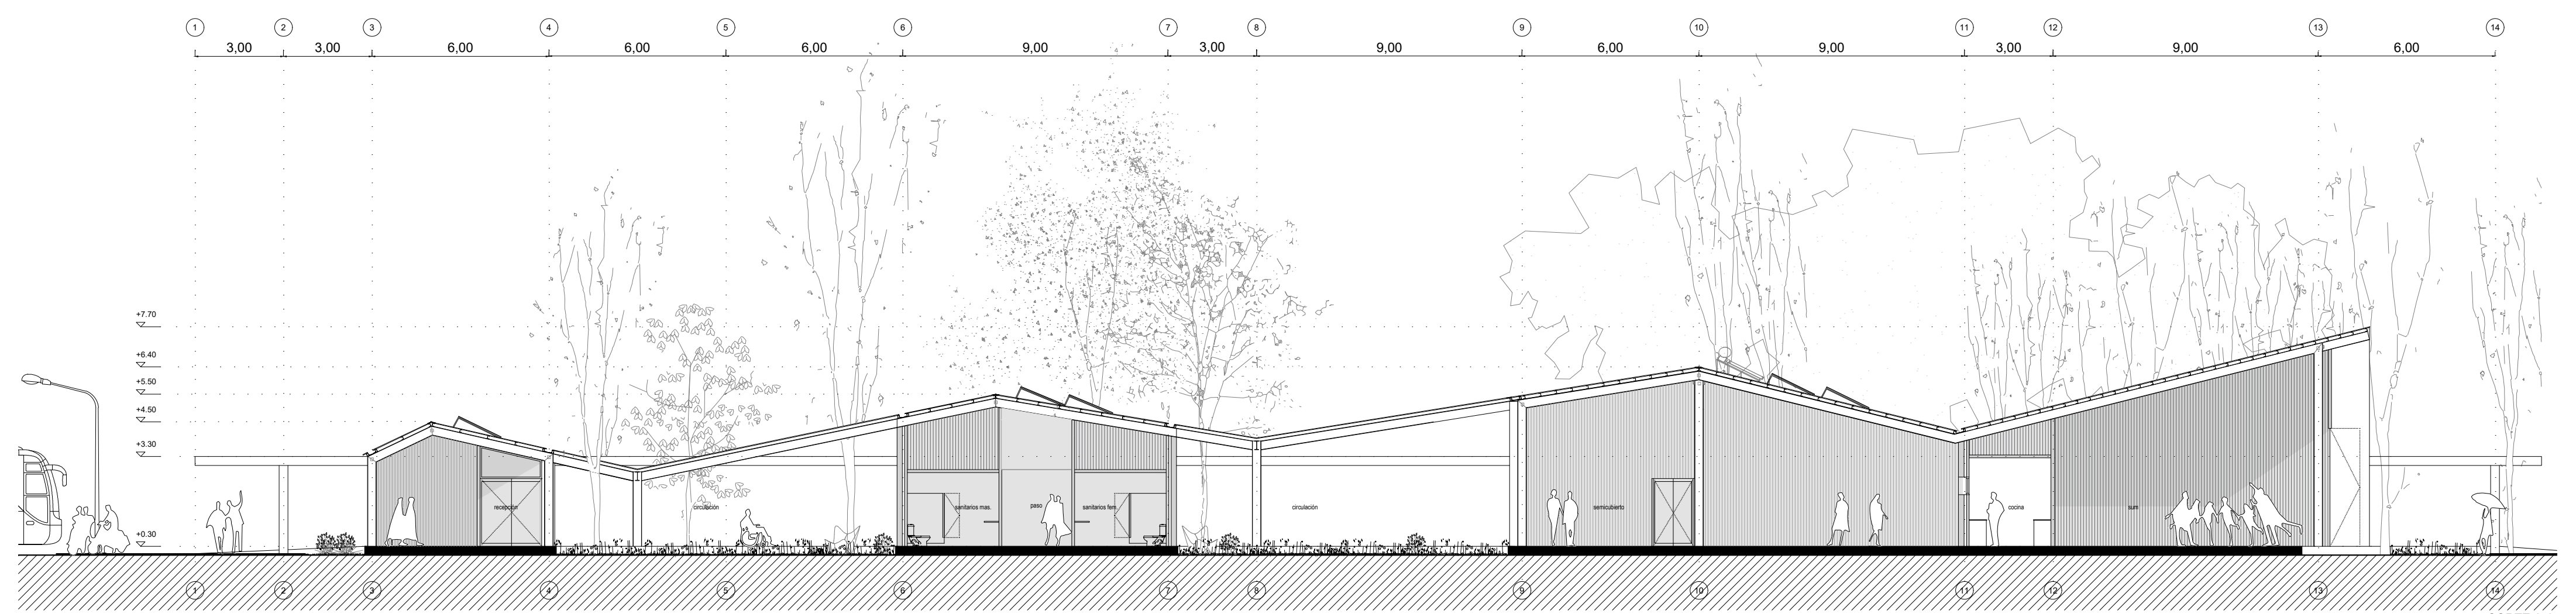 1 2 3 4 5 6 7 8 9 10 11 12 13 14
3,00 3,00 6,00 6,00 6,00 9,00 3,00 9,00 6,00 9,00 3,00 9,00 6,00
+7.70
+6.40
+5.50
+4.50
+3.30
+0.30
recepción circulación sanitarios mas. paso sanitarios fem. circulación semicubierto cocina sum
1 2 3 4 5 6 7 8 9 10 11 12 13 14